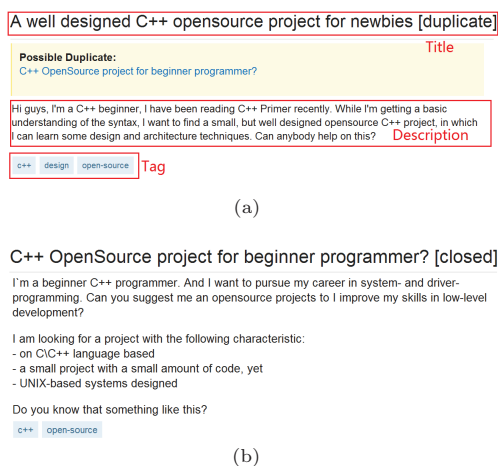 A well designed C++ opensource project for newbies [duplicate]
Title
Possible Duplicate:
C++ OpenSource project for beginner programmer?
Hi guys, I'm a C++ beginner, I have been reading C++ Primer recently. While I'm getting a basic
understanding of the syntax, I want to find a small, but well designed opensource C++ project, in which
I can learn some design and architecture techniques. Can anybody help on this?
Description
c++ design open-source
Tag
(a)
C++ OpenSource project for beginner programmer? [closed]
I`m a beginner C++ programmer. And I want to pursue my career in system- and driver-
programming. Can you suggest me an opensource projects to I improve my skills in low-level
development?
I am looking for a project with the following characteristic:
- on C\C++ language based
- a small project with a small amount of code, yet
- UNIX-based systems designed
Do you know that something like this?
c++ open-source
(b)